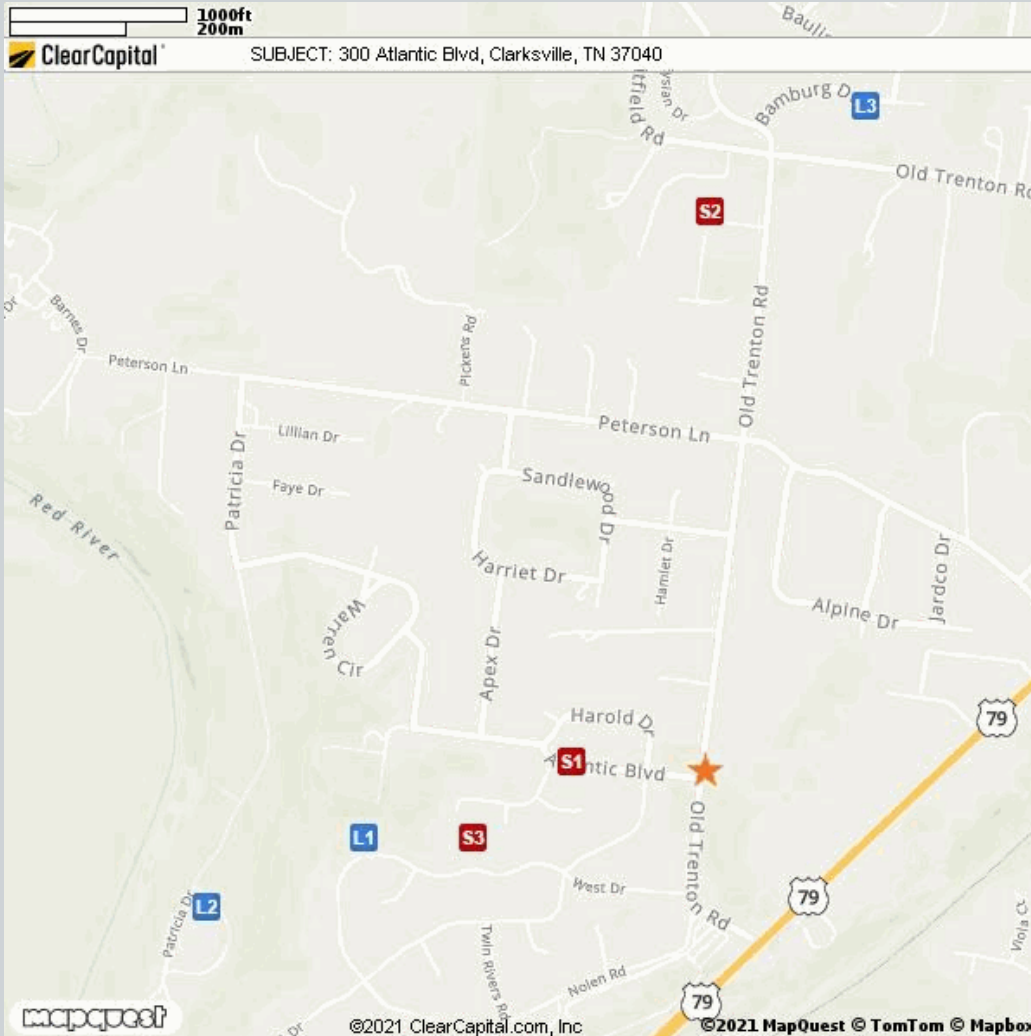 1000ft
200m
ClearCapital
SUBJECT: 300 Atlantic Blvd, Clarksville, TN 37040
Bamburg D
L3
Old Trenton Rd
S2
Barnes Dr
Dr
Peterson Ln
Pickens Rd
Old Trenton Rd
Lillian Dr
Peterson Ln
Patricia Dr
Faye Dr
Sandlewood Dr
Red River
Harriet Dr
Hamlet Dr
Jardco Dr
Alpine Dr
Warren Cir
Apex Dr
79
Harold Dr
S1
ntic Blvd
L1
S3
Old Trenton Rd
West Dr
79
L2
Patricia Dr
Twin Rivers Rd
Nolen Rd
79
Dr
mapquest
©2021 ClearCapital.com, Inc
©2021 MapQuest © TomTom © Mapbox